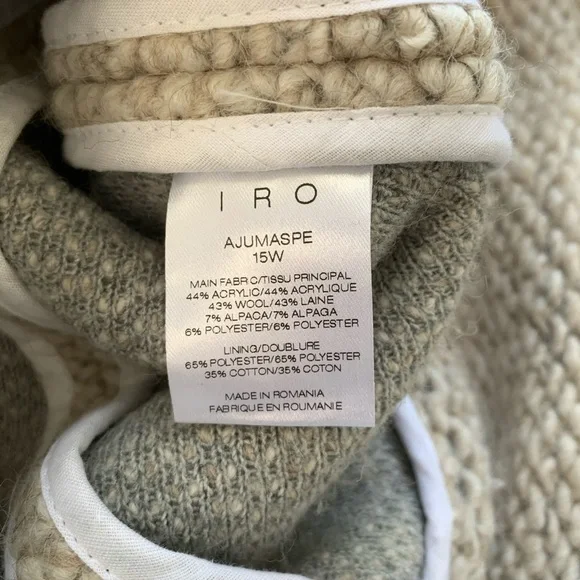 IRO
AJUMASPE
15W
MAIN FABRIC/TISSU PRINCIPAL
44% ACRYLIC/44% ACRYLIQUE
43% WOOL/43% LAINE
7% ALPACA/7% ALPAGA
6% POLYESTER/6% POLYESTER
LINING/DOUBLURE
65% POLYESTER/65% POLYESTER
35% COTTON/35% COTON
MADE IN ROMANIA
FABRIQUE EN ROUMANIE